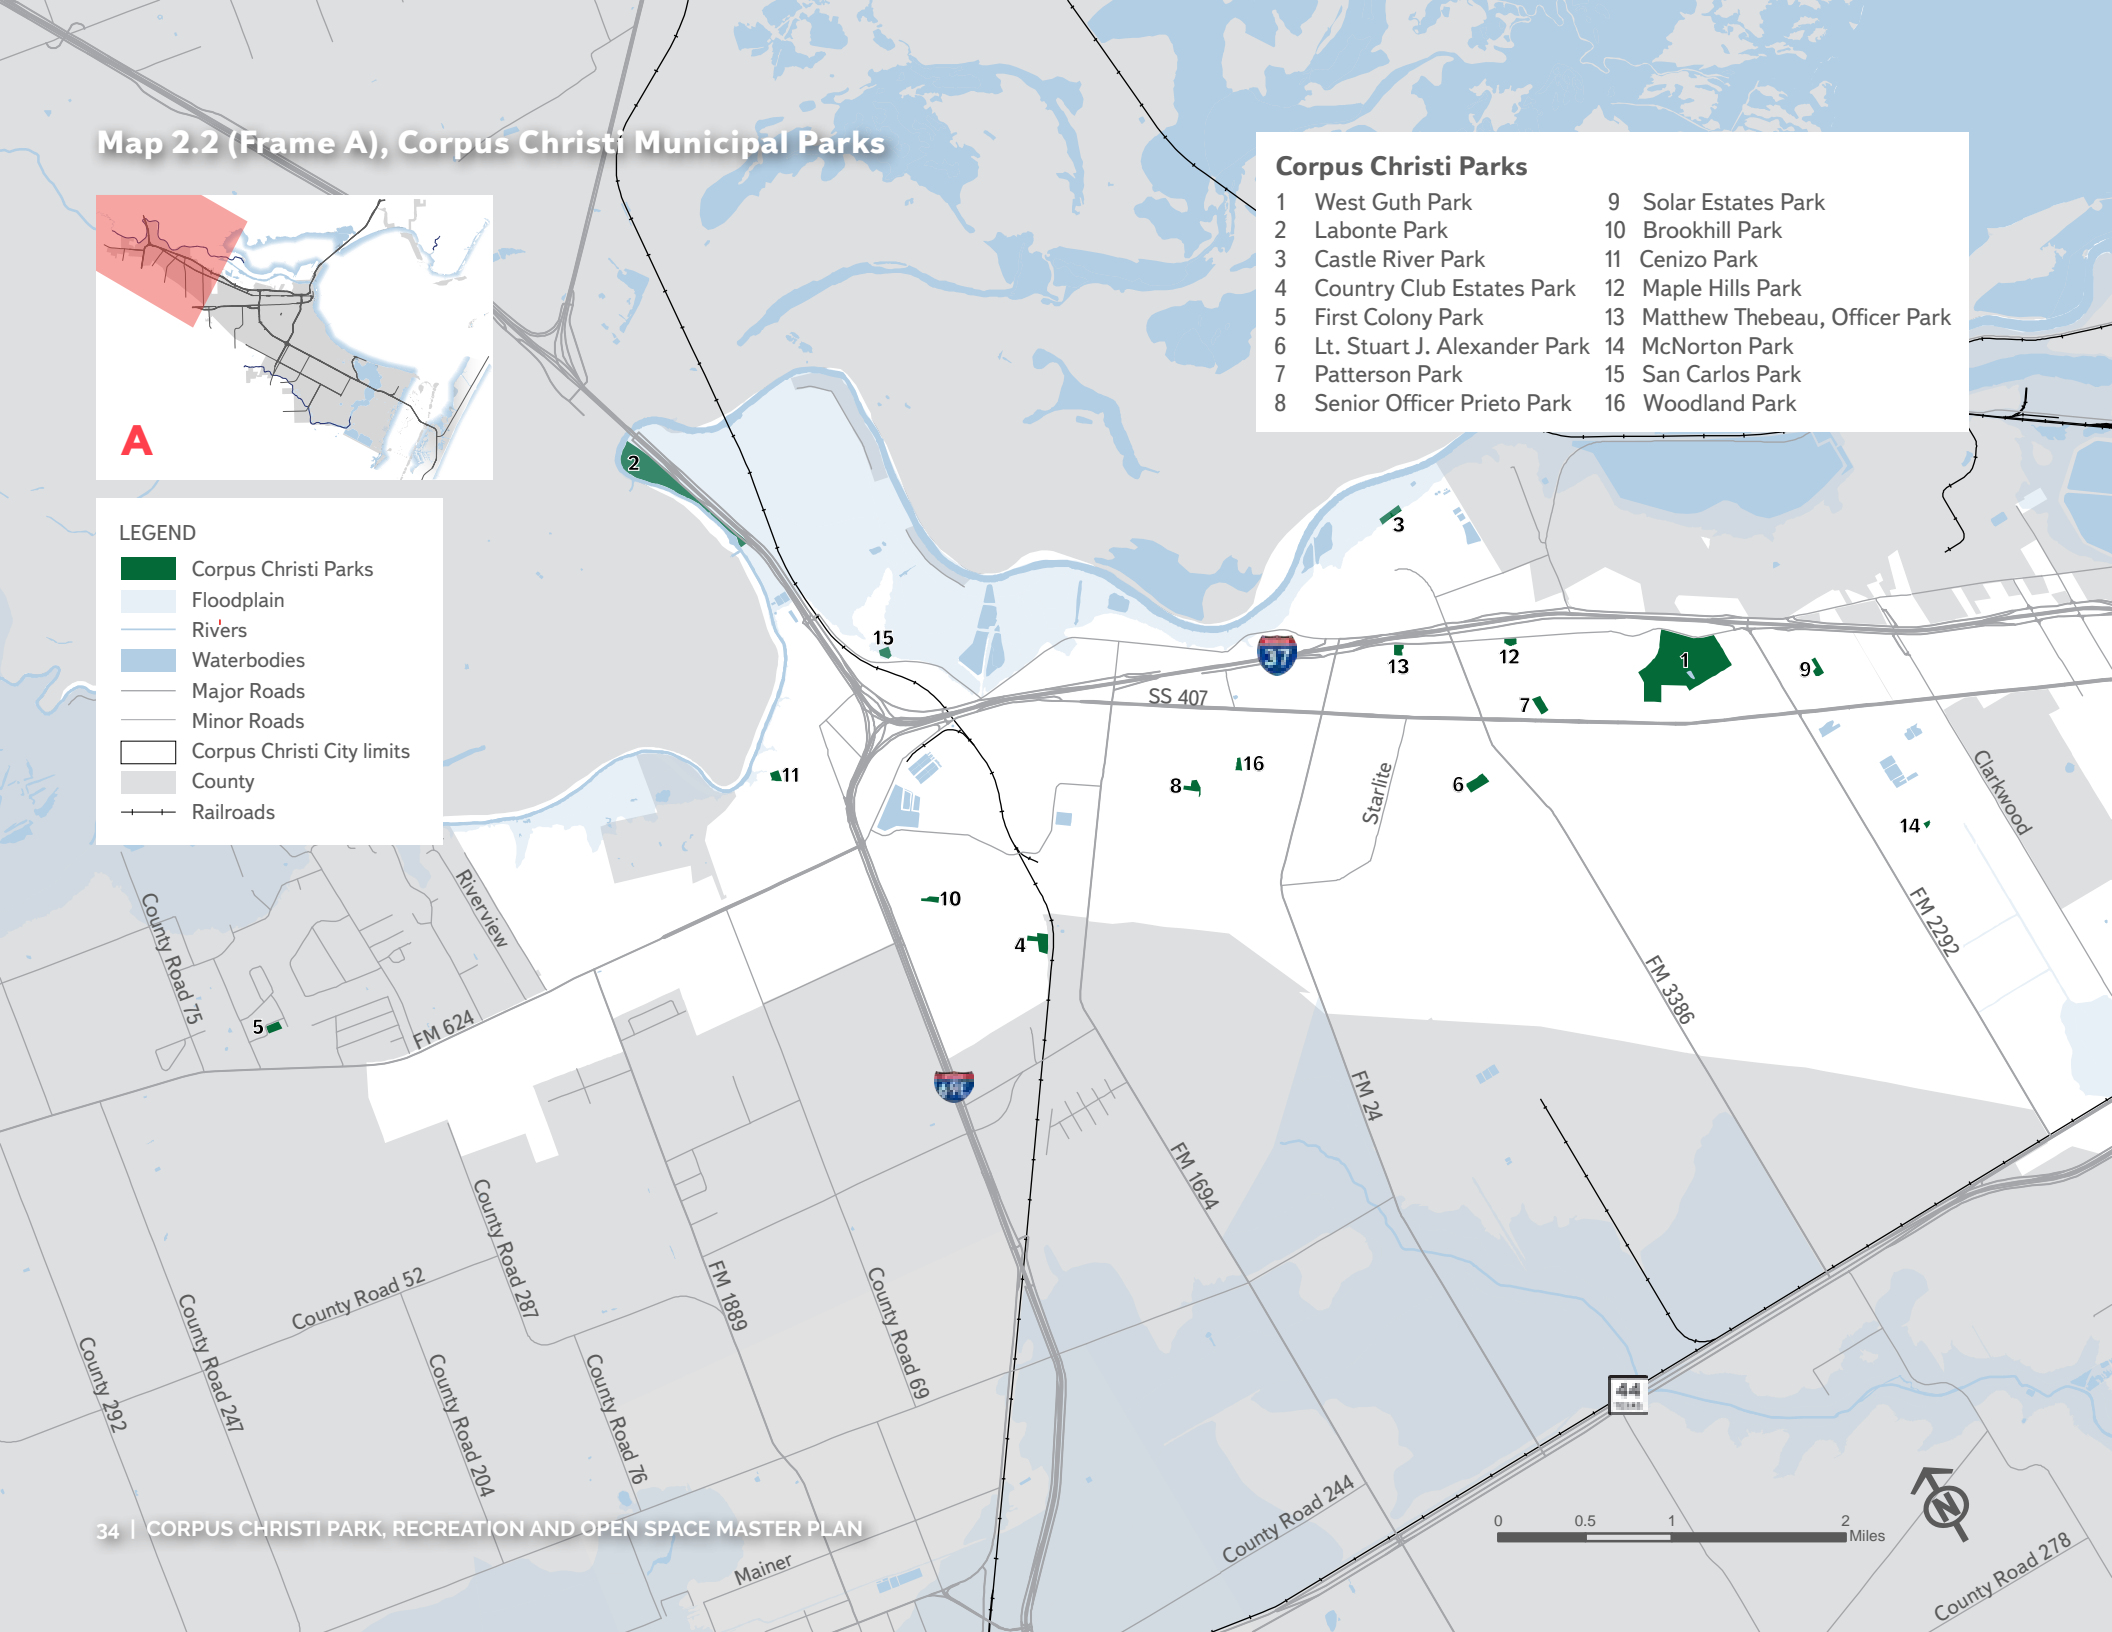 Map 2.2 (Frame A), Corpus Christi Municipal Parks
A
Corpus Christi Parks
1 West Guth Park
2 Labonte Park
3 Castle River Park
4 Country Club Estates Park
5 First Colony Park
6 Lt. Stuart J. Alexander Park
7 Patterson Park
8 Senior Officer Prieto Park
9 Solar Estates Park
10 Brookhill Park
11 Cenizo Park
12 Maple Hills Park
13 Matthew Thebeau, Officer Park
14 McNorton Park
15 San Carlos Park
16 Woodland Park
LEGEND
Corpus Christi Parks
Floodplain
Rivers
Waterbodies
Major Roads
Minor Roads
Corpus Christi City limits
County
Railroads
2
3
15
37
13
12
1
9
7
SS 407
11
8
16
6
Starlite
14
Clarkwood
10
4
5
Riverview
County Road 75
FM 624
FM 2292
FM 3386
FM 24
FM 1694
County Road 287
County Road 52
FM 1889
County Road 69
County Road 247
County 292
County Road 204
County Road 76
44
County Road 244
County Road 278
Mainer
0 0.5 1 2
Miles
N
34 | CORPUS CHRISTI PARK, RECREATION AND OPEN SPACE MASTER PLAN